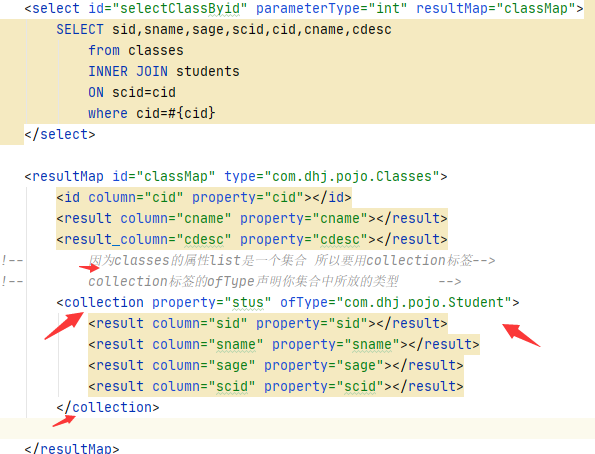 <select id="selectClassByid" parameterType="int" resultMap="classMap">
SELECT sid,sname,sage,scid,cid,cname,cdesc
from classes
INNER JOIN students
ON scid=cid
where cid=#{cid}
</select>
<resultMap id="classMap" type="com.dhj.pojo.Classes">
<id column="cid" property="cid"></id>
<result column="cname" property="cname"></result>
<result column="cdesc" property="cdesc"></result>
!-- 因为classes的属性list是一个集合 所以要用collection标签-->
!-- collection标签的ofType声明你集合中所放的类型 -->
<collection property="stus" ofType="com.dhj.pojo.Student">
<result column="sid" property="sid"></result>
<result column="sname" property="sname"></result>
<result column="sage" property="sage"></result>
<result column="scid" property="scid"></result>
</collection>
</resultMap>